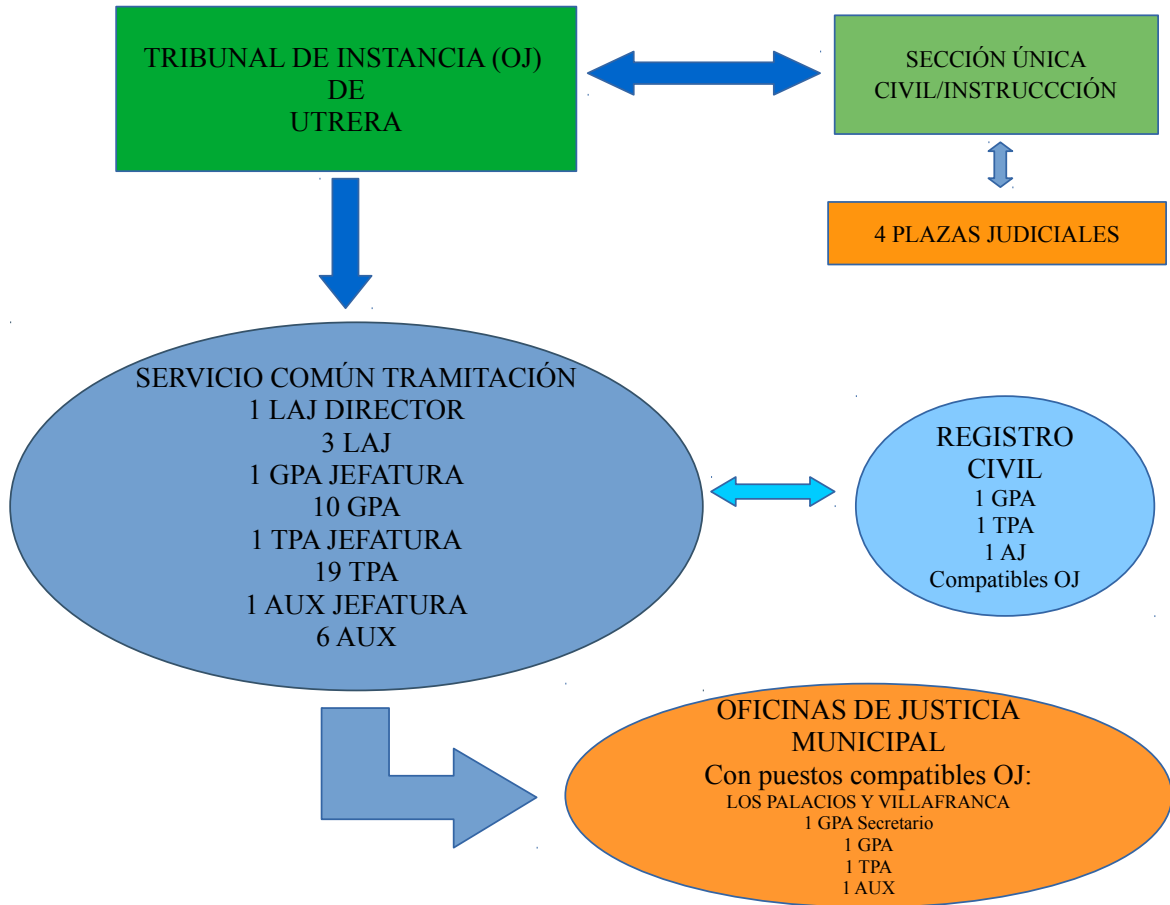 TRIBUNAL DE INSTANCIA (OJ)
DE
UTRERA
SECCIÓN ÚNICA
CIVIL/INSTRUCCCIÓN
4 PLAZAS JUDICIALES
SERVICIO COMÚN TRAMITACIÓN
1 LAJ DIRECTOR
3 LAJ
1 GPA JEFATURA
10 GPA
1 TPA JEFATURA
19 TPA
1 AUX JEFATURA
6 AUX
REGISTRO
CIVIL
1 GPA
1 TPA
1 AJ
Compatibles OJ
OFICINAS DE JUSTICIA
MUNICIPAL
Con puestos compatibles OJ:
LOS PALACIOS Y VILLAFRANCA
1 GPA Secretario
1 GPA
1 TPA
1 AUX